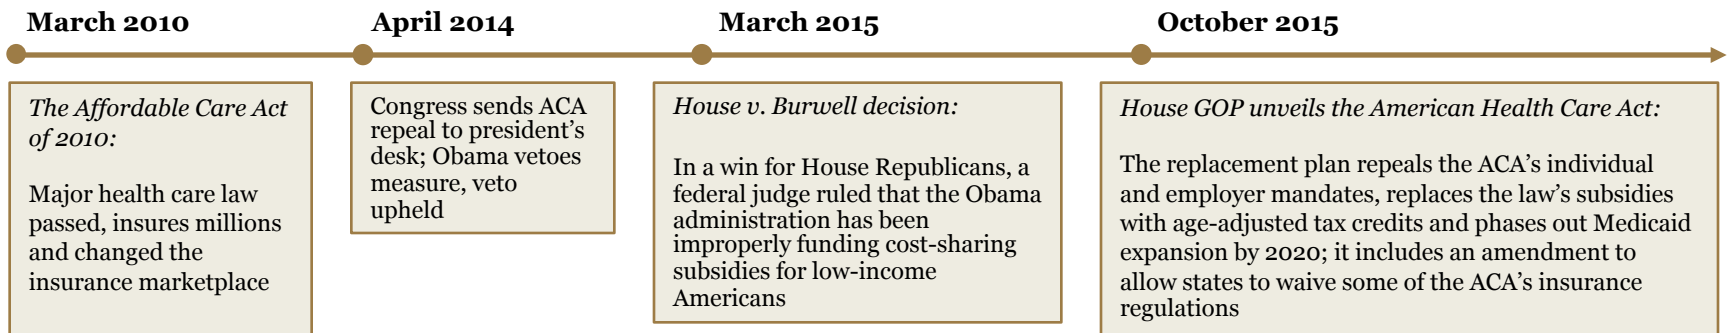 March 2010
April 2014
March 2015
October 2015
The Affordable Care Act
of 2010:
Major health care law
passed, insures millions
and changed the
insurance marketplace
Congress sends ACA
repeal to president's
desk; Obama vetoes
measure, veto
upheld
House v. Burwell decision:
In a win for House Republicans, a
federal judge ruled that the Obama
administration has been
improperly funding cost-sharing
subsidies for low-income
Americans
House GOP unveils the American Health Care Act:
The replacement plan repeals the ACA's individual
and employer mandates, replaces the law's subsidies
with age-adjusted tax credits and phases out Medicaid
expansion by 2020; it includes an amendment to
allow states to waive some of the ACA's insurance
regulations